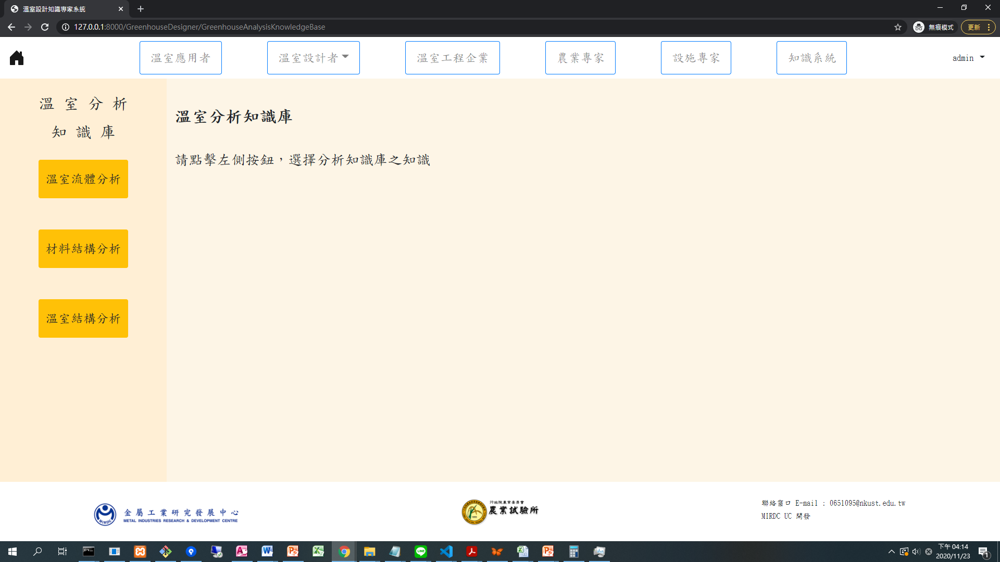 溫室設計知識專家系統
127.0.0.1:8000/GreenhouseDesigner/GreenhouseAnalysisKnowledgeBase
無痕模式
更新
溫室應用者
溫室設計者
溫室工程企業
農業專家
設施專家
知識系統
admin
溫室分析
知識庫
溫室流體分析
材料結構分析
溫室結構分析
溫室分析知識庫
請點擊左側按鈕，選擇分析知識庫之知識
MIRDC
金屬工業研究發展中心
METAL INDUSTRIES RESEARCH & DEVELOPMENT CENTRE
行政院農業委員會
農業試驗所
聯絡窗口 E-mail : 0651095@nkust.edu.tw
MIRDC UC 開發
下午 04:14
2020/11/23
1